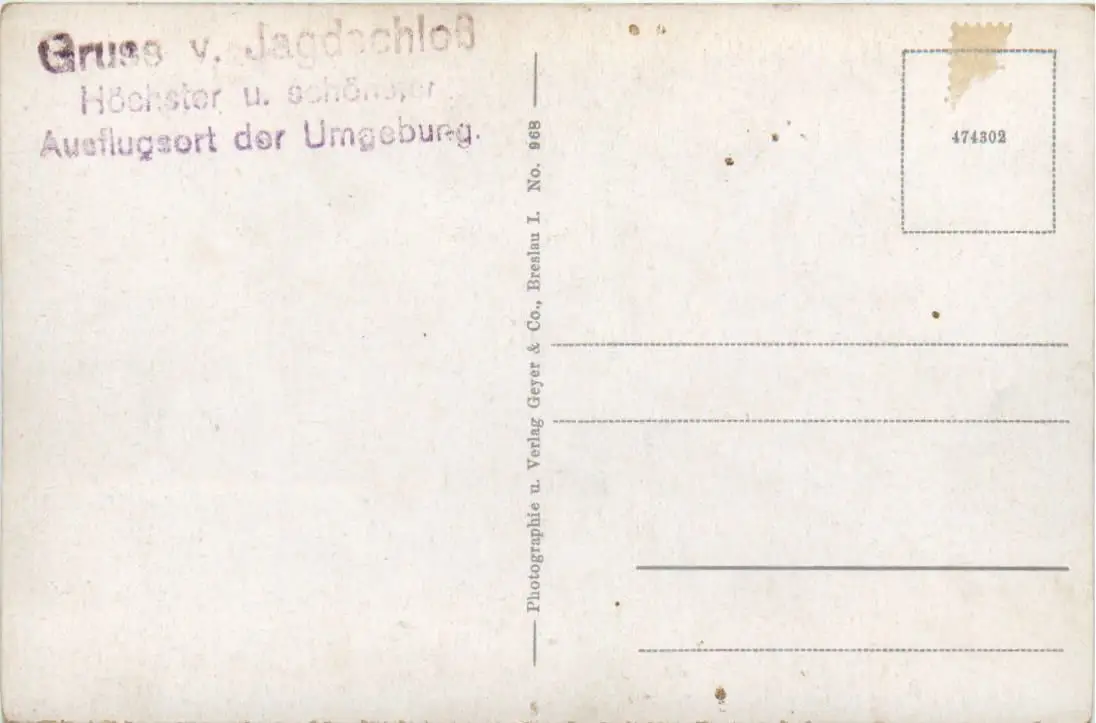 Gruss v. Jagdschloß
Höchster u. schönster
Ausflugsort der Umgebung.
Photographie u. Verlag Geyer & Co., Breslau I. No. 968
474302